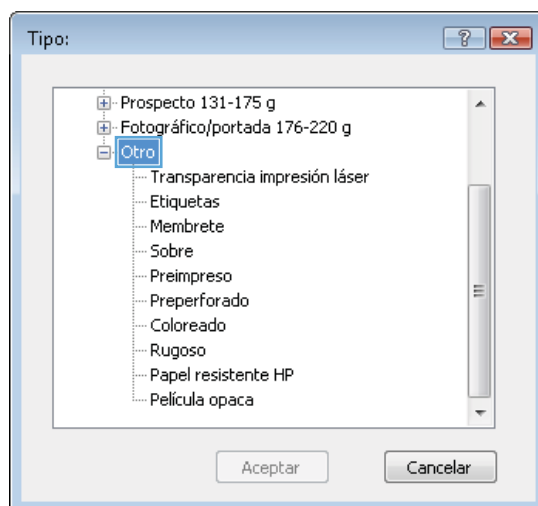 Tipo:
Prospecto 131-175 g
Fotográfico/portada 176-220 g
Otro
Transparencia impresión láser
Etiquetas
Membrete
Sobre
Preimpreso
Preperforado
Coloreado
Rugoso
Papel resistente HP
Película opaca
Aceptar Cancelar